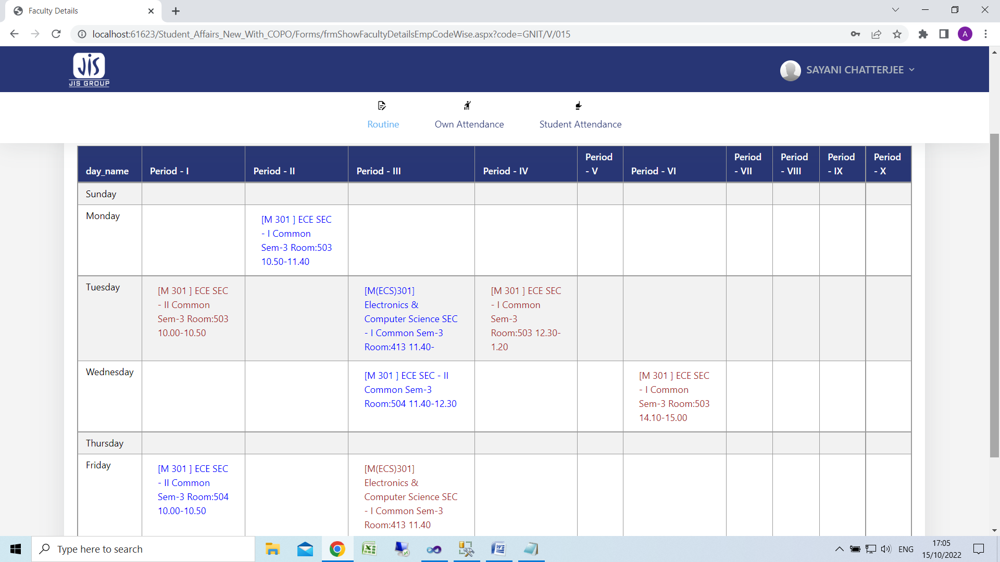 Faculty Details
localhost:61623/Student_Affairs_New_With_COPO/Forms/frmShowFacultyDetailsEmpCodeWise.aspx?code=GNIT/V/015
A
JIS
JIS GROUP
SAYANI CHATTERJEE
Routine
Own Attendance
Student Attendance
day_name
Period - I
Period - II
Period - III
Period - IV
Period
- V
Period - VI
Period
- VII
Period
- VIII
Period
- IX
Period
- X
Sunday
Monday
[M 301 ] ECE SEC
- I Common
Sem-3 Room:503
10.50-11.40
Tuesday
[M 301 ] ECE SEC
- II Common
Sem-3 Room:503
10.00-10.50
[M(ECS)301]
Electronics &
Computer Science SEC
- I Common Sem-3
Room:413 11.40-
[M 301 ] ECE SEC
- I Common
Sem-3
Room:503 12.30-
1.20
Wednesday
[M 301 ] ECE SEC - II
Common Sem-3
Room:504 11.40-12.30
[M 301 ] ECE SEC
- I Common
Sem-3 Room:503
14.10-15.00
Thursday
Friday
[M 301 ] ECE SEC
- II Common
Sem-3 Room:504
10.00-10.50
[M(ECS)301]
Electronics &
Computer Science SEC
- I Common Sem-3
Room:413 11.40
Type here to search
ENG
17:05
15/10/2022